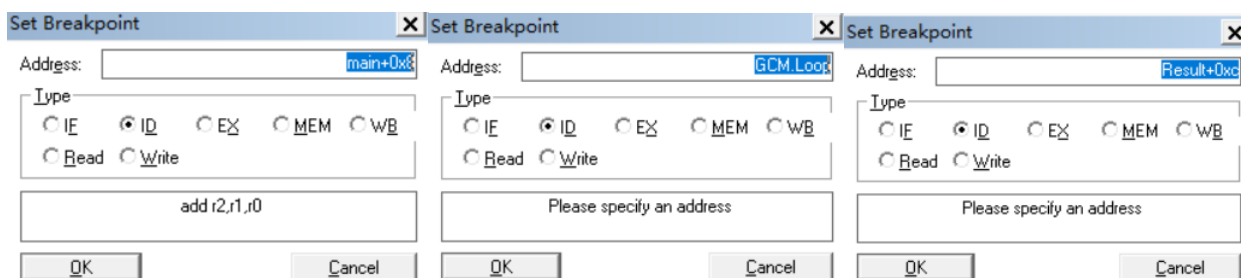 Set Breakpoint
Address: main+0x8
Type
IF ID EX MEM WB
Read Write
add r2,r1,r0
OK Cancel
Set Breakpoint
Address: GCM.Loop
Type
IF ID EX MEM WB
Read Write
Please specify an address
OK Cancel
Set Breakpoint
Address: Result+0xc
Type
IF ID EX MEM WB
Read Write
Please specify an address
OK Cancel